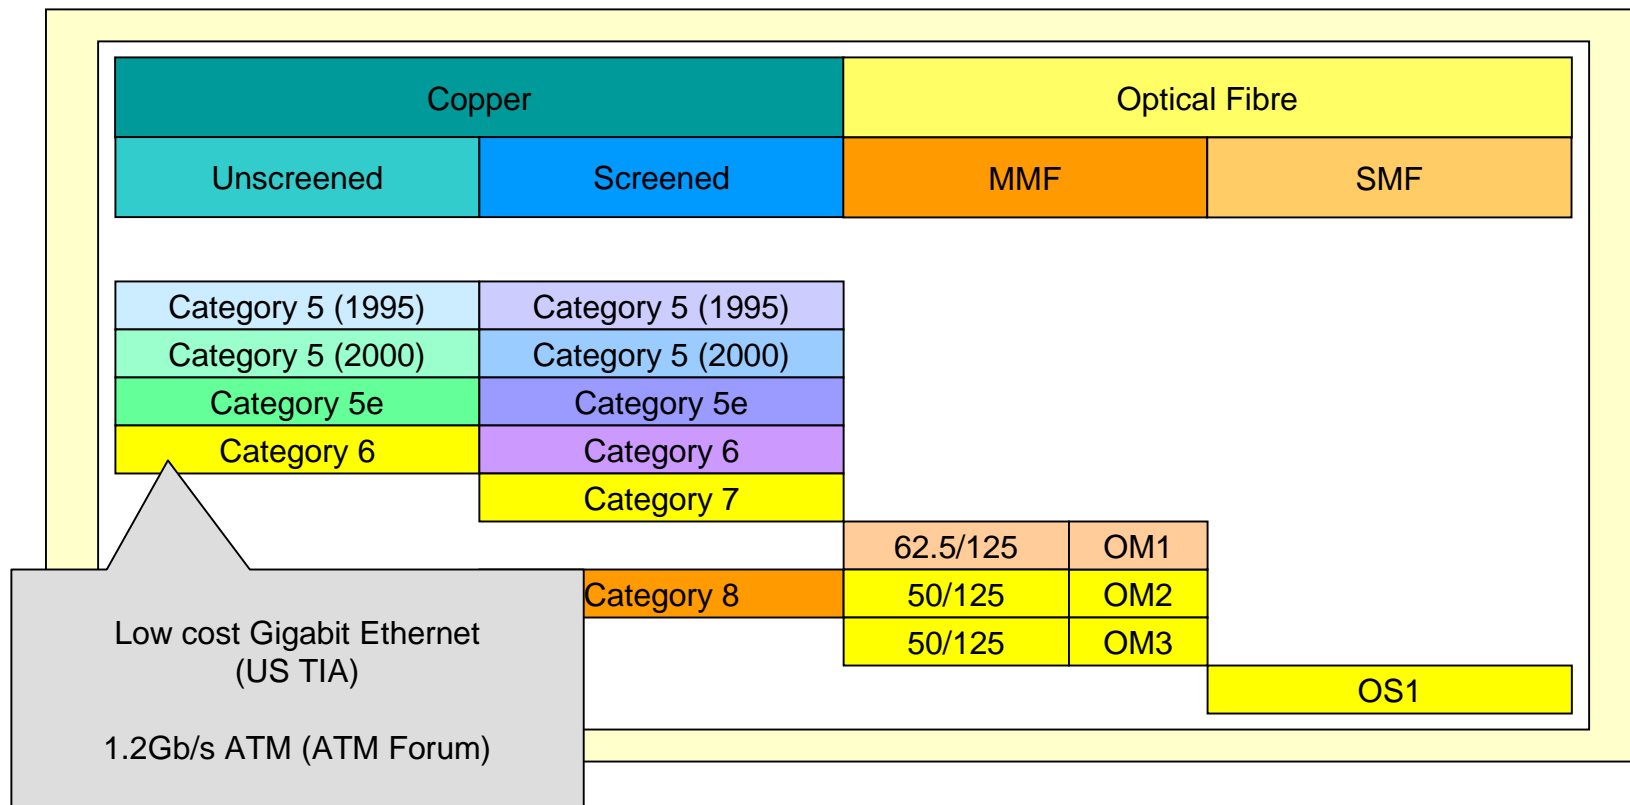 Copper
Optical Fibre
Unscreened
Screened
MMF
SMF
Category 5 (1995)
Category 5 (1995)
Category 5 (2000)
Category 5 (2000)
Category 5e
Category 5e
Category 6
Category 6
Category 7
62.5/125
OM1
Category 8
50/125
OM2
50/125
OM3
OS1
Low cost Gigabit Ethernet
(US TIA)
1.2Gb/s ATM (ATM Forum)